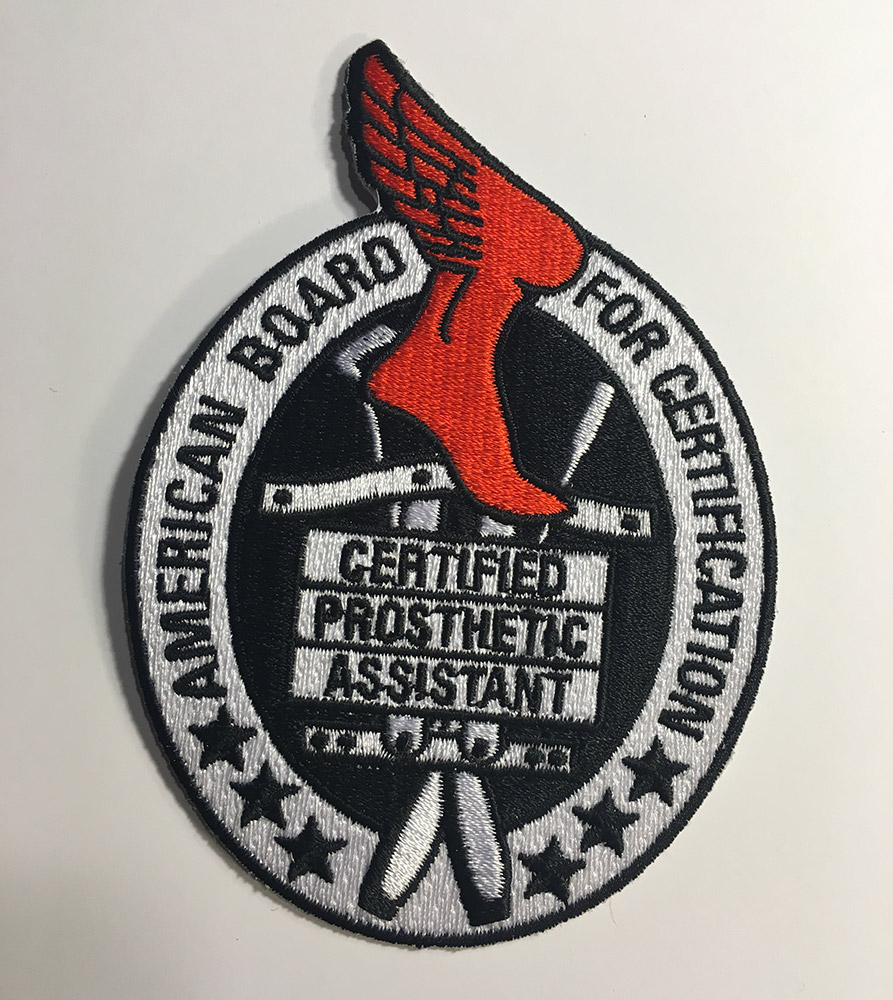 AMERICAN BOARD FOR CERTIFICATION
CERTIFIED
PROSTHETIC
ASSISTANT